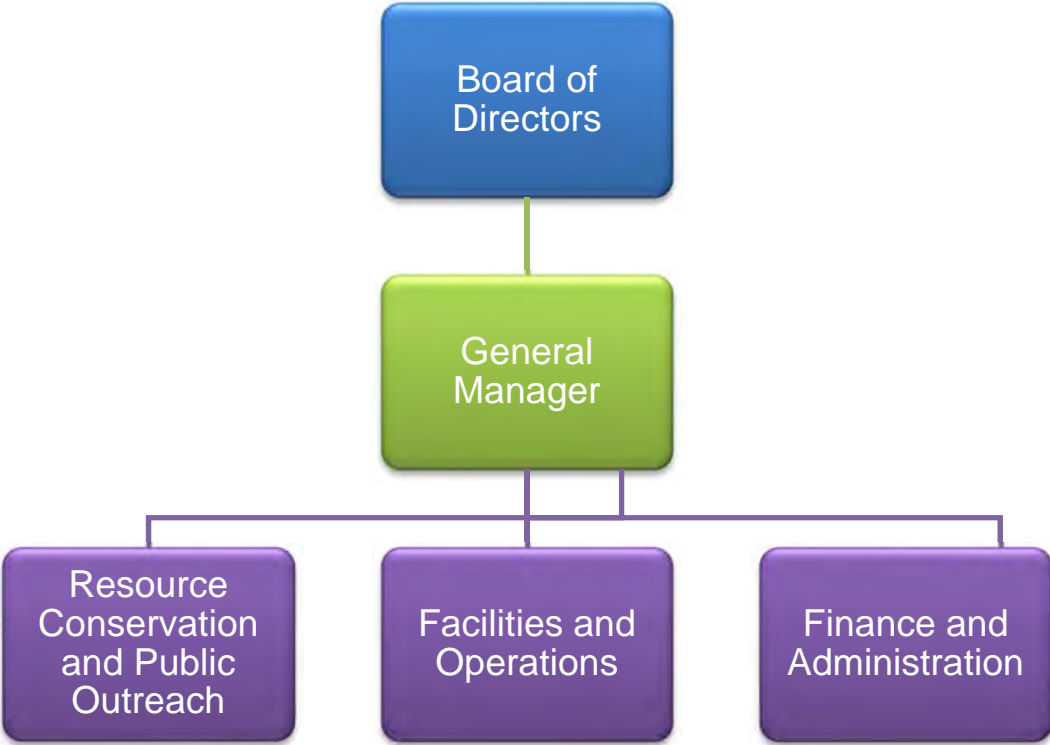 Board of
Directors
General
Manager
Resource
Conservation
and Public
Outreach
Facilities and
Operations
Finance and
Administration